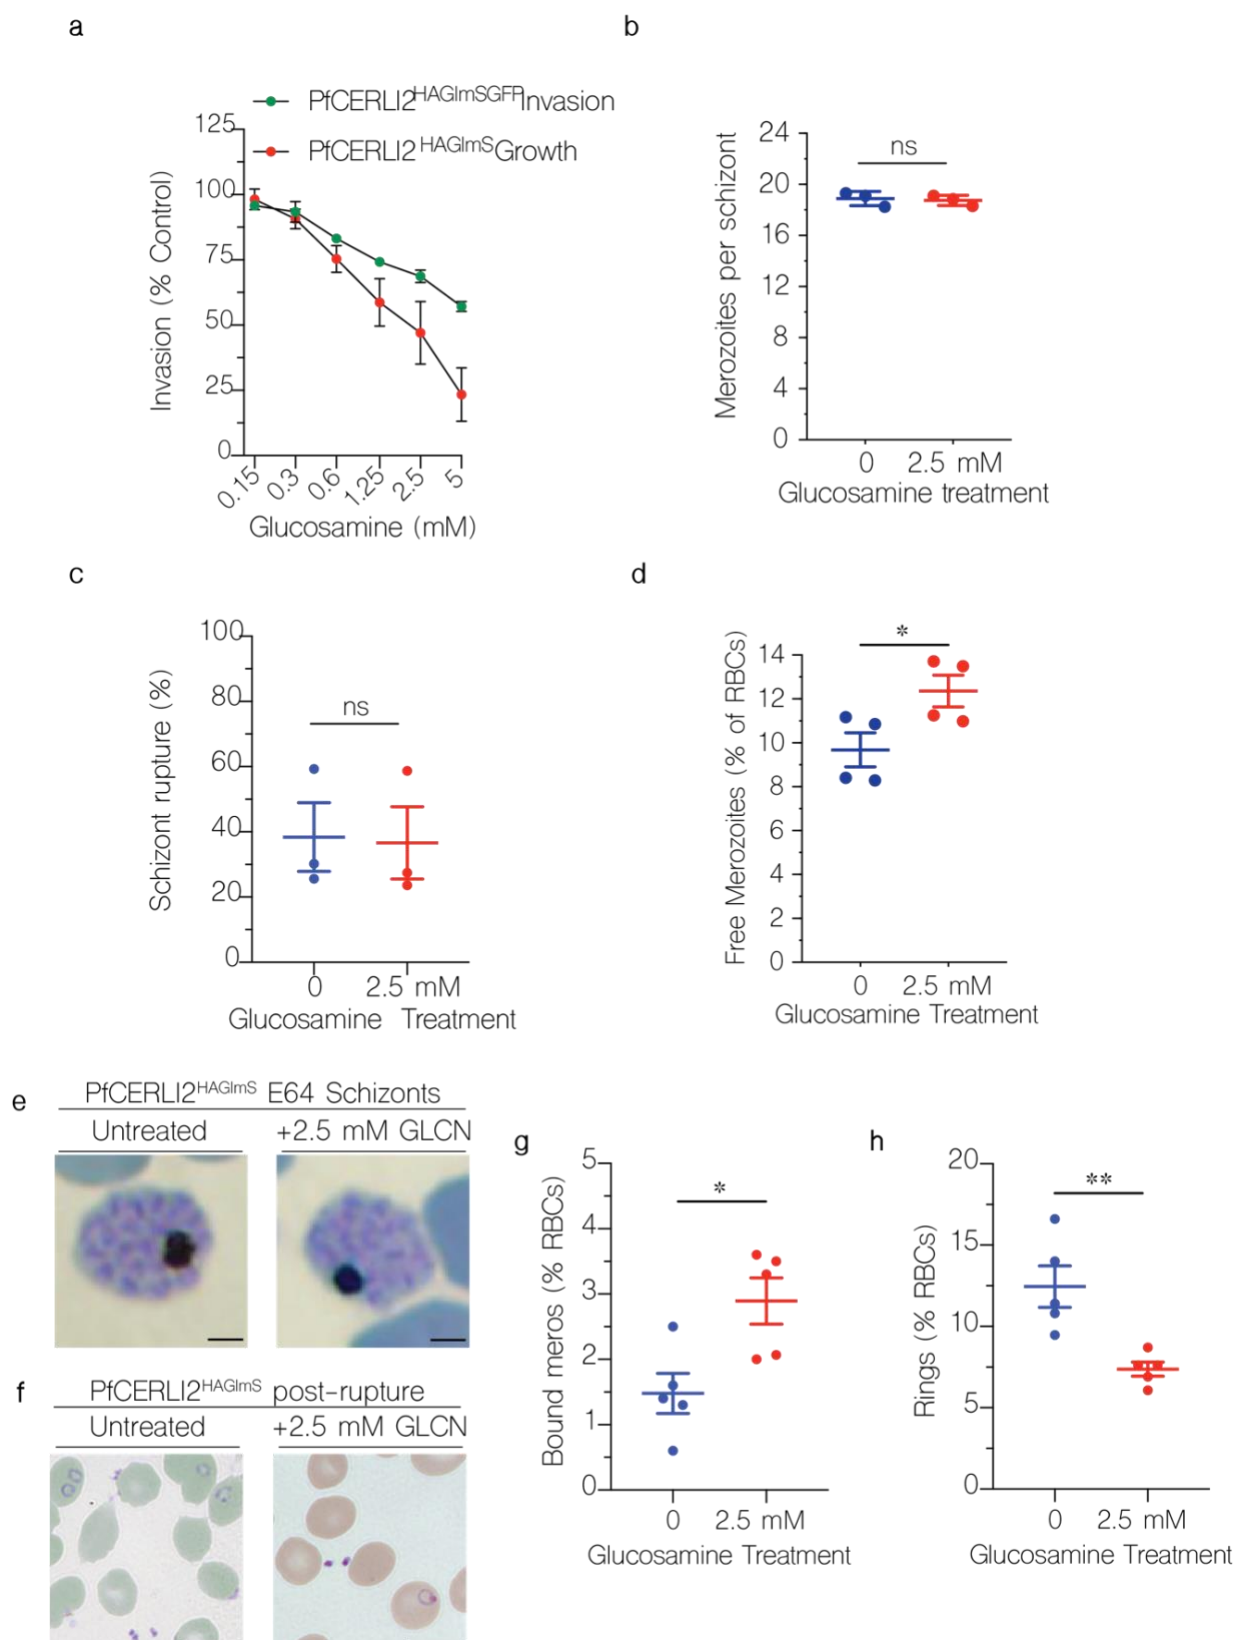 a
PfCERLI2HAGlmSGFP Invasion
PfCERLI2 HAGlmS Growth
Invasion (% Control)
125
100
75
50
25
0
0.15 0.3 0.6 1.25 2.5 5
Glucosamine (mM)
b
Merozoites per schizont
24
20
16
12
8
4
0
ns
0 2.5 mM
Glucosamine treatment
c
Schizont rupture (%)
100
80
60
40
20
0
ns
0 2.5 mM
Glucosamine Treatment
d
Free Merozoites (% of RBCs)
14
12
10
8
6
4
2
0
*
0 2.5 mM
Glucosamine Treatment
e
PfCERLI2HAGlmS E64 Schizonts
Untreated +2.5 mM GLCN
f
PfCERLI2HAGlmS post-rupture
Untreated +2.5 mM GLCN
g
Bound meros (% RBCs)
5
4
3
2
1
0
*
0 2.5 mM
Glucosamine Treatment
h
Rings (% RBCs)
20
15
10
5
0
**
0 2.5 mM
Glucosamine Treatment